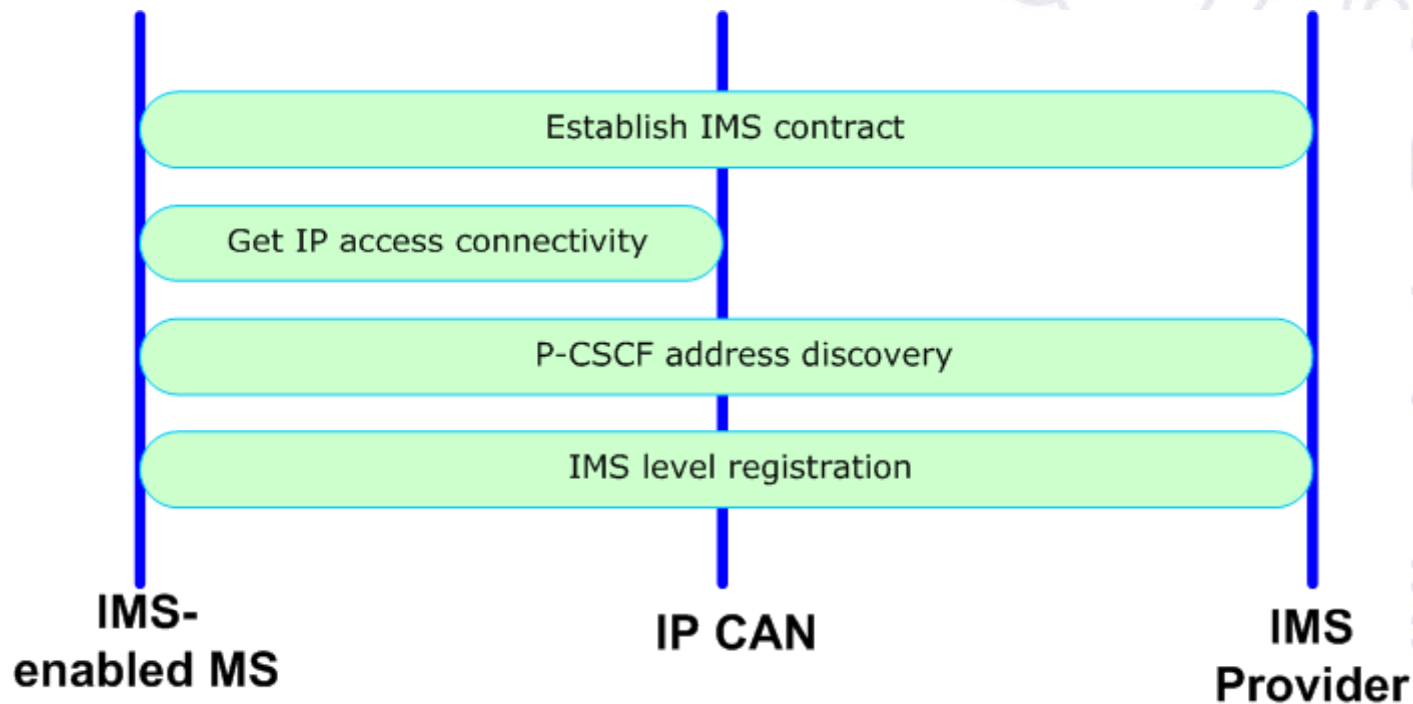 Establish IMS contract
Get IP access connectivity
P-CSCF address discovery
IMS level registration
IMS-
enabled MS
IP CAN
IMS
Provider